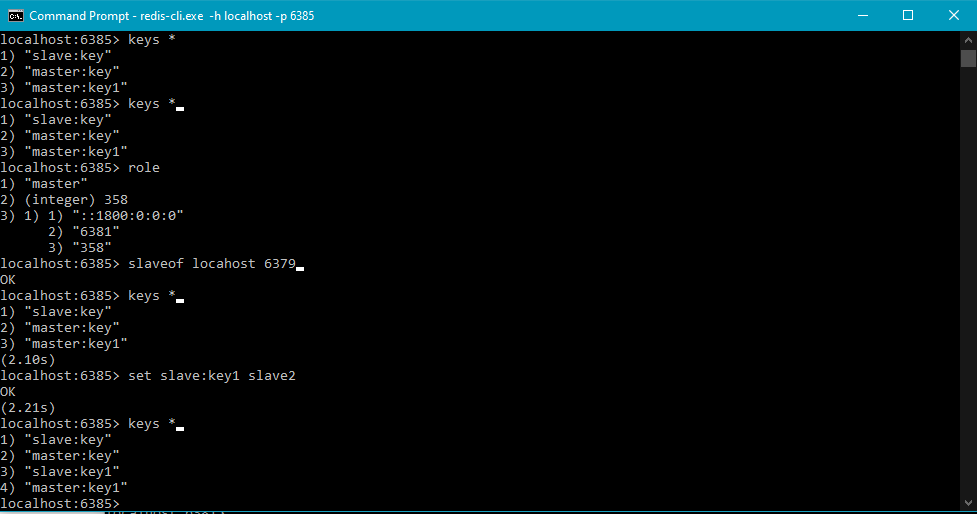 Command Prompt - redis-cli.exe  -h localhost -p 6385
localhost:6385> keys *
1) "slave:key"
2) "master:key"
3) "master:key1"
localhost:6385> keys *
1) "slave:key"
2) "master:key"
3) "master:key1"
localhost:6385> role
1) "master"
2) (integer) 358
3) 1) 1) "::1800:0:0:0"
      2) "6381"
      3) "358"
localhost:6385> slaveof locahost 6379
OK
localhost:6385> keys *
1) "slave:key"
2) "master:key"
3) "master:key1"
(2.10s)
localhost:6385> set slave:key1 slave2
OK
(2.21s)
localhost:6385> keys *
1) "slave:key"
2) "master:key"
3) "slave:key1"
4) "master:key1"
localhost:6385>